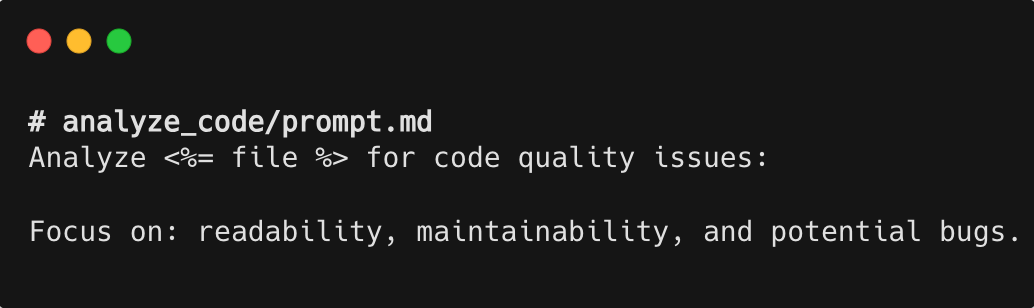 # analyze_code/prompt.md
Analyze <%= file %> for code quality issues:
Focus on: readability, maintainability, and potential bugs.